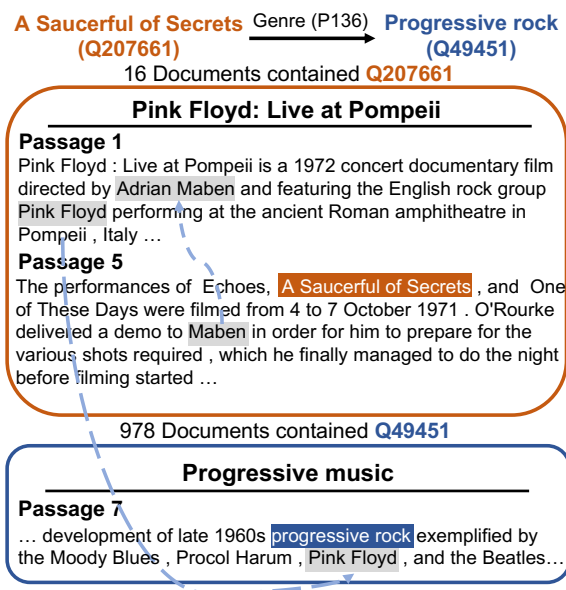 A Saucerful of Secrets Genre (P136) Progressive rock
(Q207661) (Q49451)
16 Documents contained Q207661
Pink Floyd: Live at Pompeii
Passage 1
Pink Floyd : Live at Pompeii is a 1972 concert documentary film
directed by Adrian Maben and featuring the English rock group
Pink Floyd performing at the ancient Roman amphitheatre in
Pompeii , Italy ...
Passage 5
The performances of Echoes, A Saucerful of Secrets , and One
of These Days were filmed from 4 to 7 October 1971 . O'Rourke
delivered a demo to Maben in order for him to prepare for the
various shots required , which he finally managed to do the night
before filming started ...
978 Documents contained Q49451
Progressive music
Passage 7
... development of late 1960s progressive rock exemplified by
the Moody Blues , Procol Harum , Pink Floyd , and the Beatles...